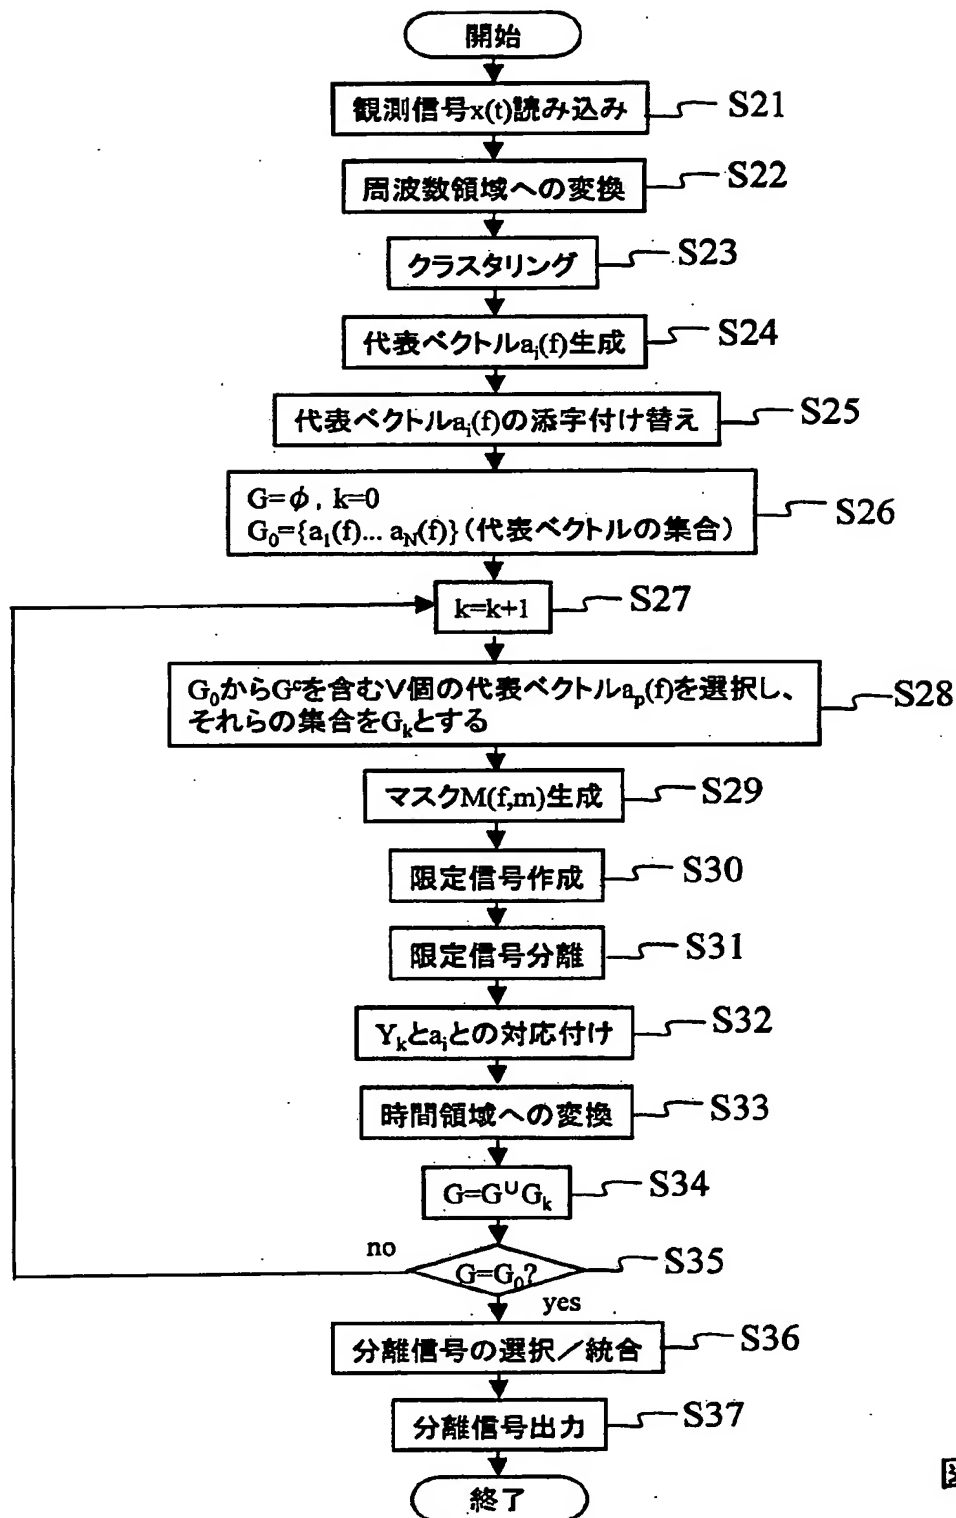 開始
観測信号x(t)読み込み
S21
周波数領域への変換
S22
クラスタリング
S23
代表ベクトルai(f)生成
S24
代表ベクトルai(f)の添字付け替え
S25
G=φ, k=0
G0={a1(f)... aN(f)}(代表ベクトルの集合)
S26
k=k+1
S27
G0からGcを含むV個の代表ベクトルap(f)を選択し、
それらの集合をGkとする
S28
マスクM(f,m)生成
S29
限定信号作成
S30
限定信号分離
S31
Ykとaiとの対応付け
S32
時間領域への変換
S33
G=G∪Gk
S34
no
G=G0?
S35
yes
分離信号の選択/統合
S36
分離信号出力
S37
終了